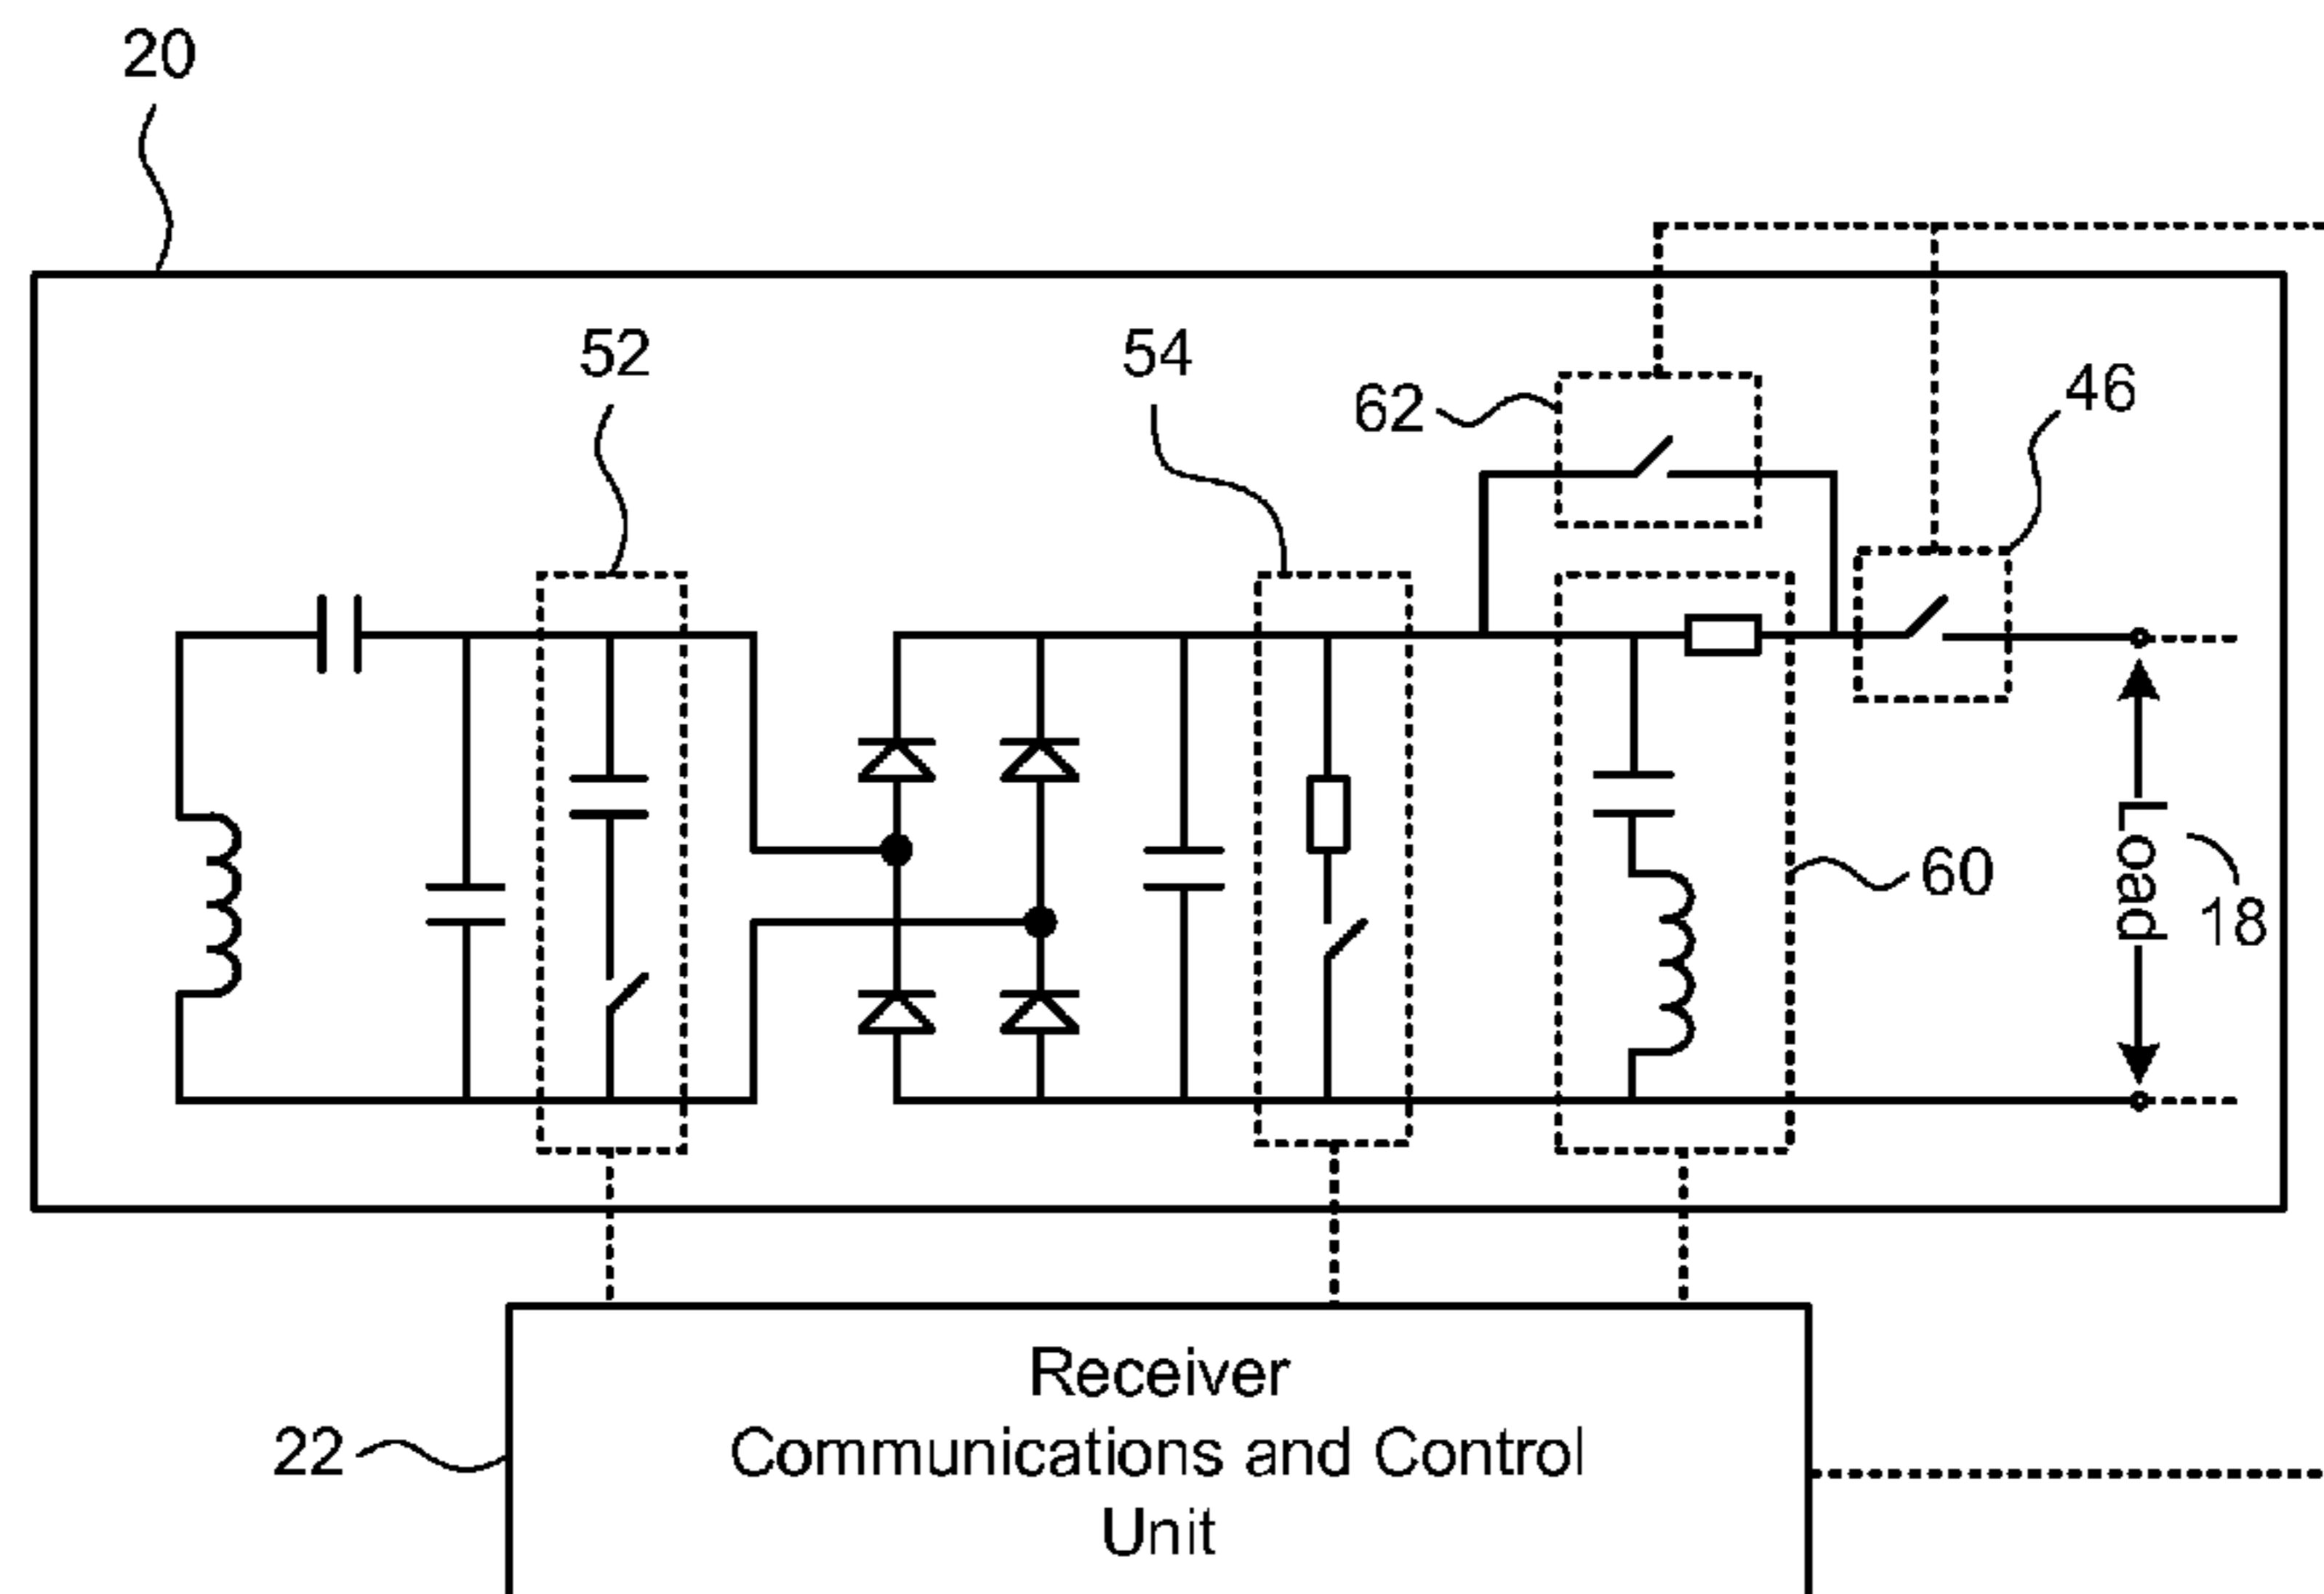 20
52
54
62
46
Load
60
18
Receiver
Communications and Control
Unit
22